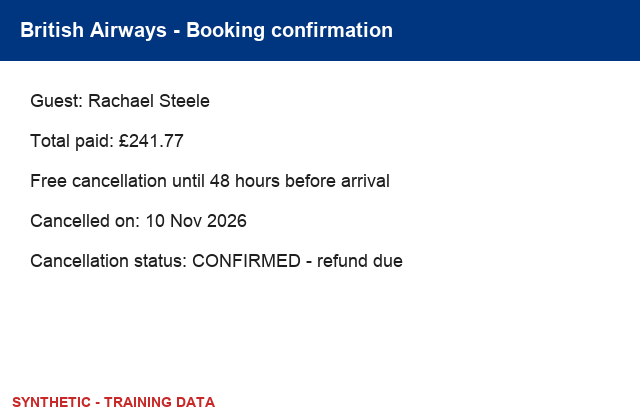 British Airways - Booking confirmation
Guest: Rachael Steele
Total paid: £241.77
Free cancellation until 48 hours before arrival
Cancelled on: 10 Nov 2026
Cancellation status: CONFIRMED - refund due
SYNTHETIC - TRAINING DATA